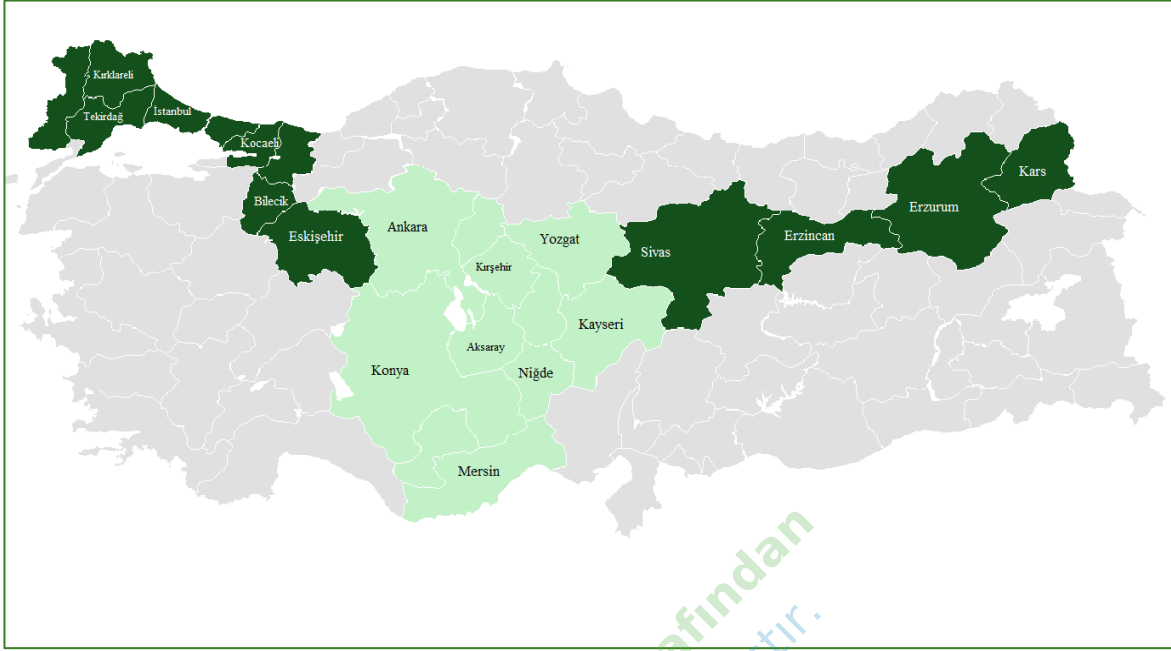 Kırklareli
Tekirdağ
İstanbul
Kocaeli
Bilecik
Eskişehir
Ankara
Yozgat
Kırşehir
Sivas
Erzincan
Erzurum
Kars
Kayseri
Aksaray
Konya
Niğde
Mersin
afından
ıtır.